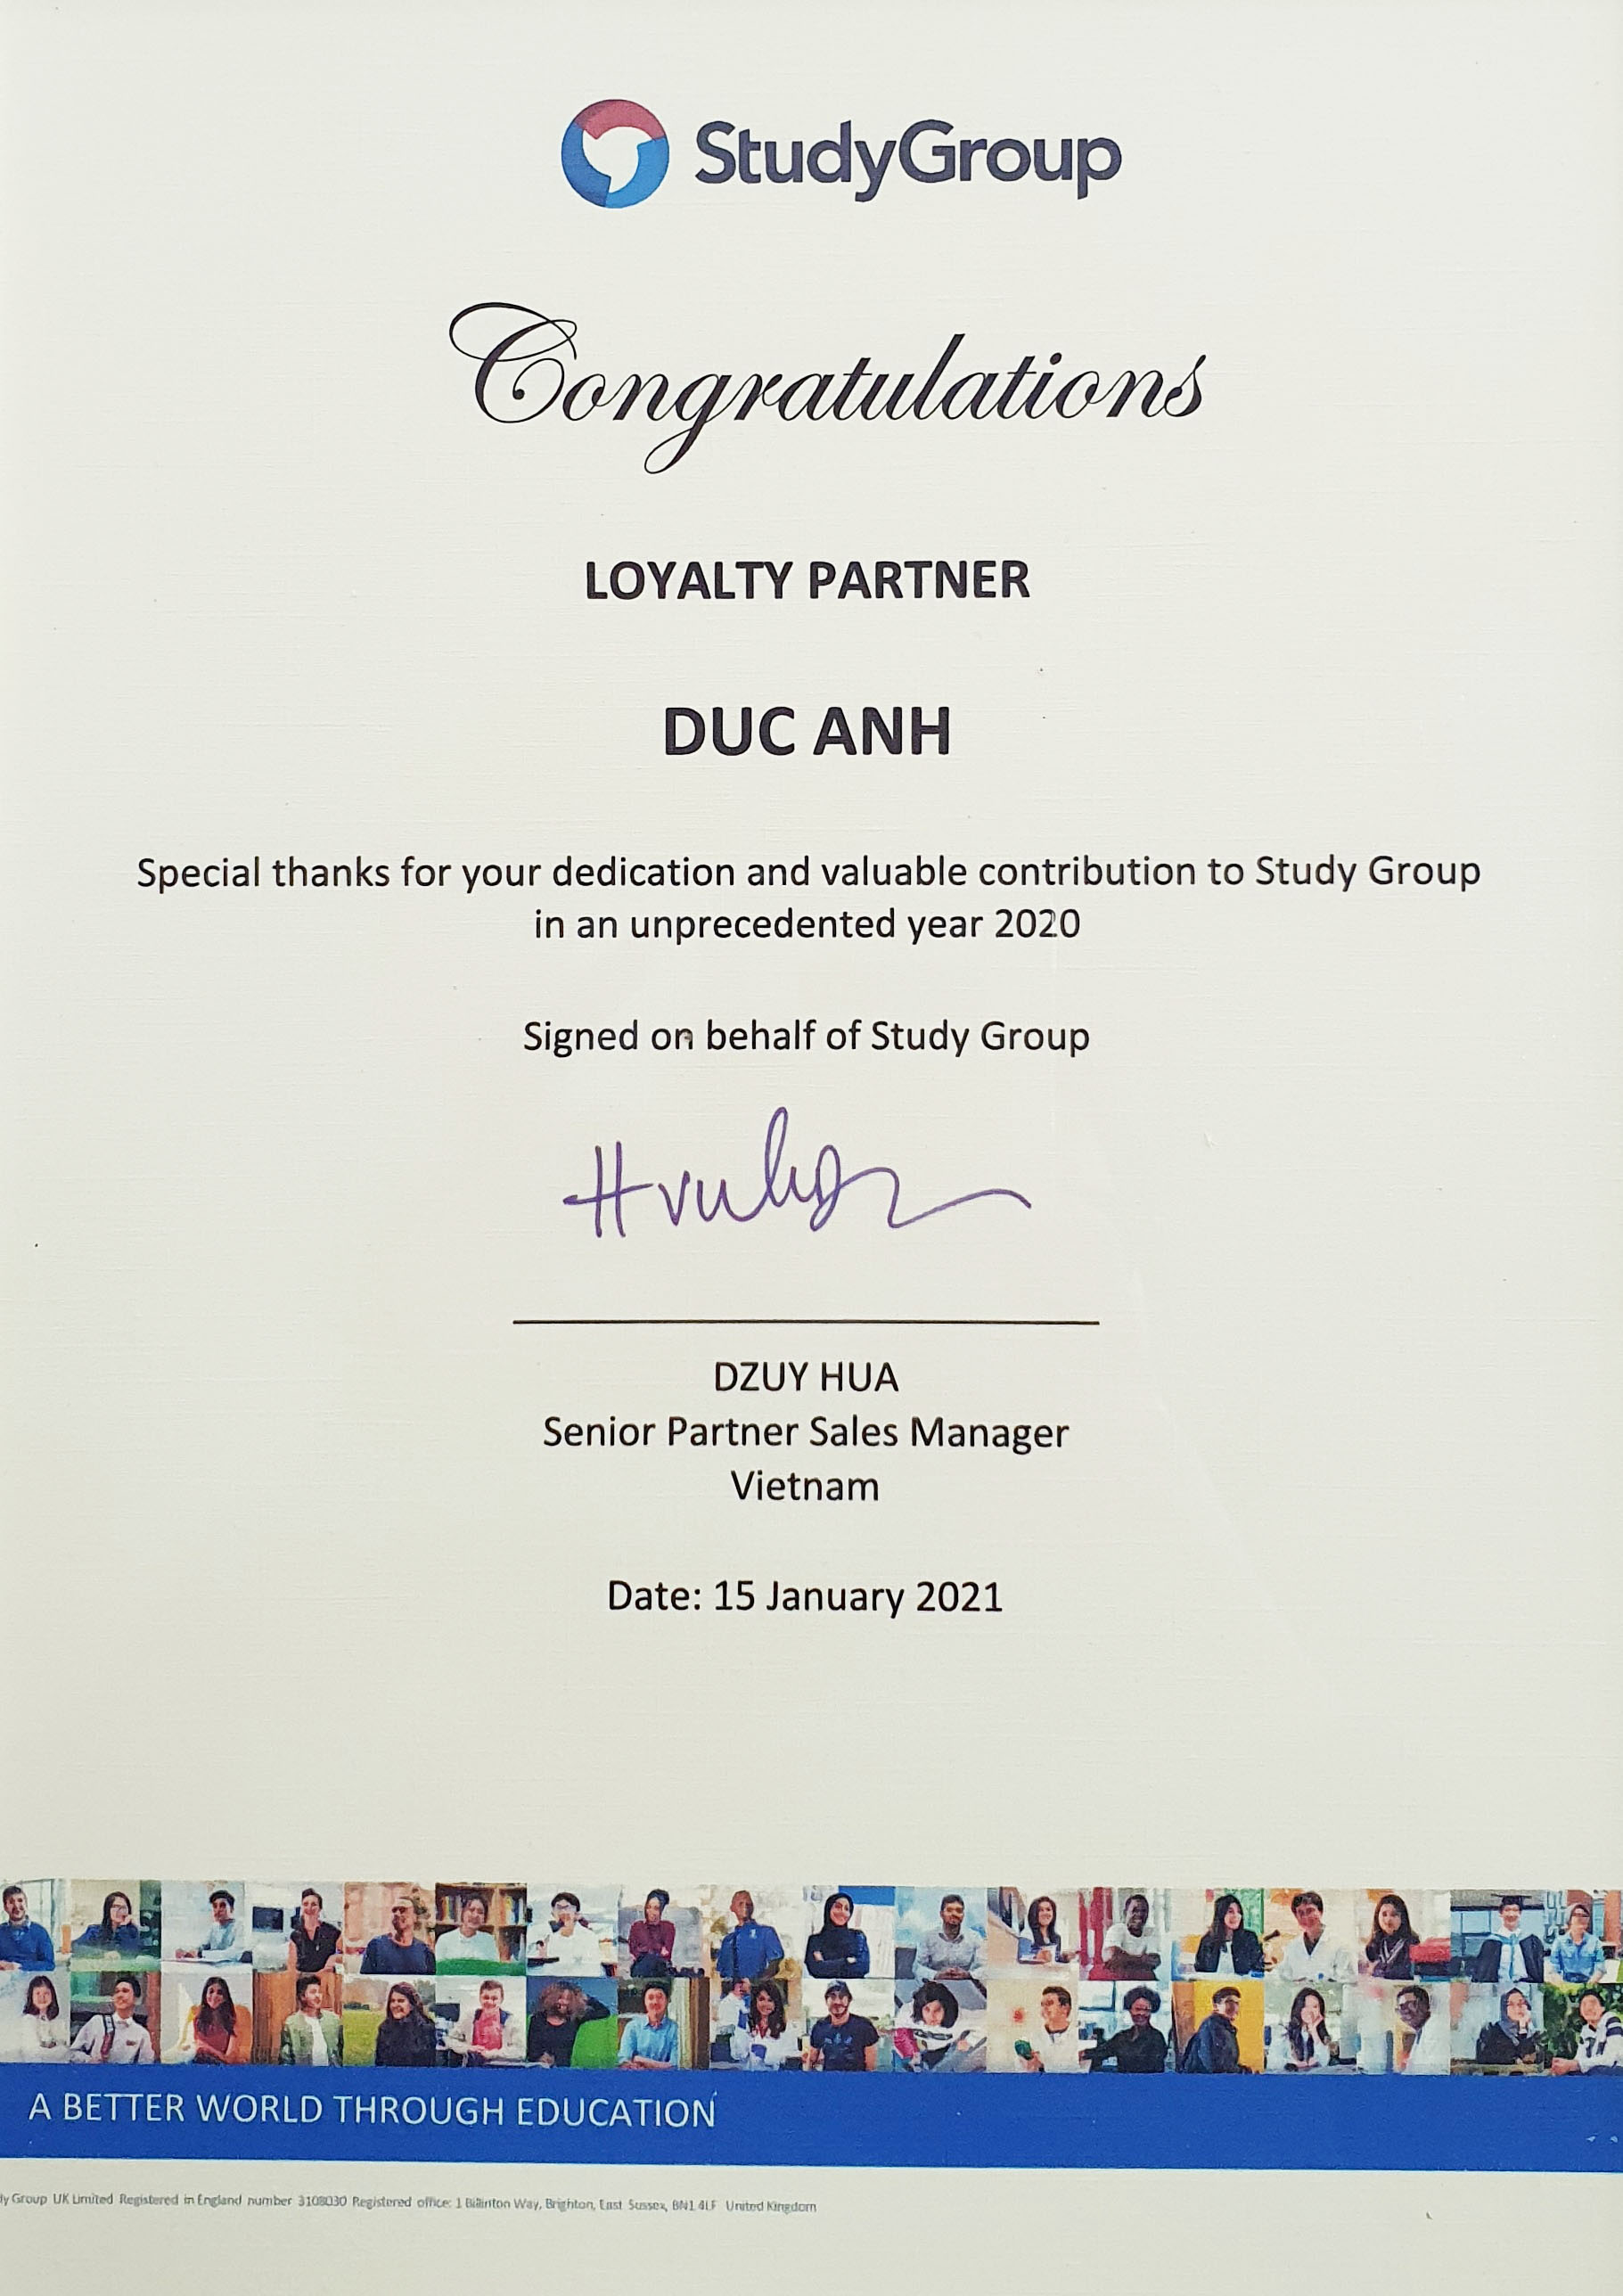 StudyGroup
Congratulations
LOYALTY PARTNER
DUC ANH
Special thanks for your dedication and valuable contribution to Study Group
in an unprecedented year 2020
Signed on behalf of Study Group
DZUY HUA
Senior Partner Sales Manager
Vietnam
Date: 15 January 2021
A BETTER WORLD THROUGH EDUCATION
Group UK Limited Registered in England number 3108030 Registered office: 1 Billinton Way, Brighton, East Sussex, BN1 4LF United Kingdom